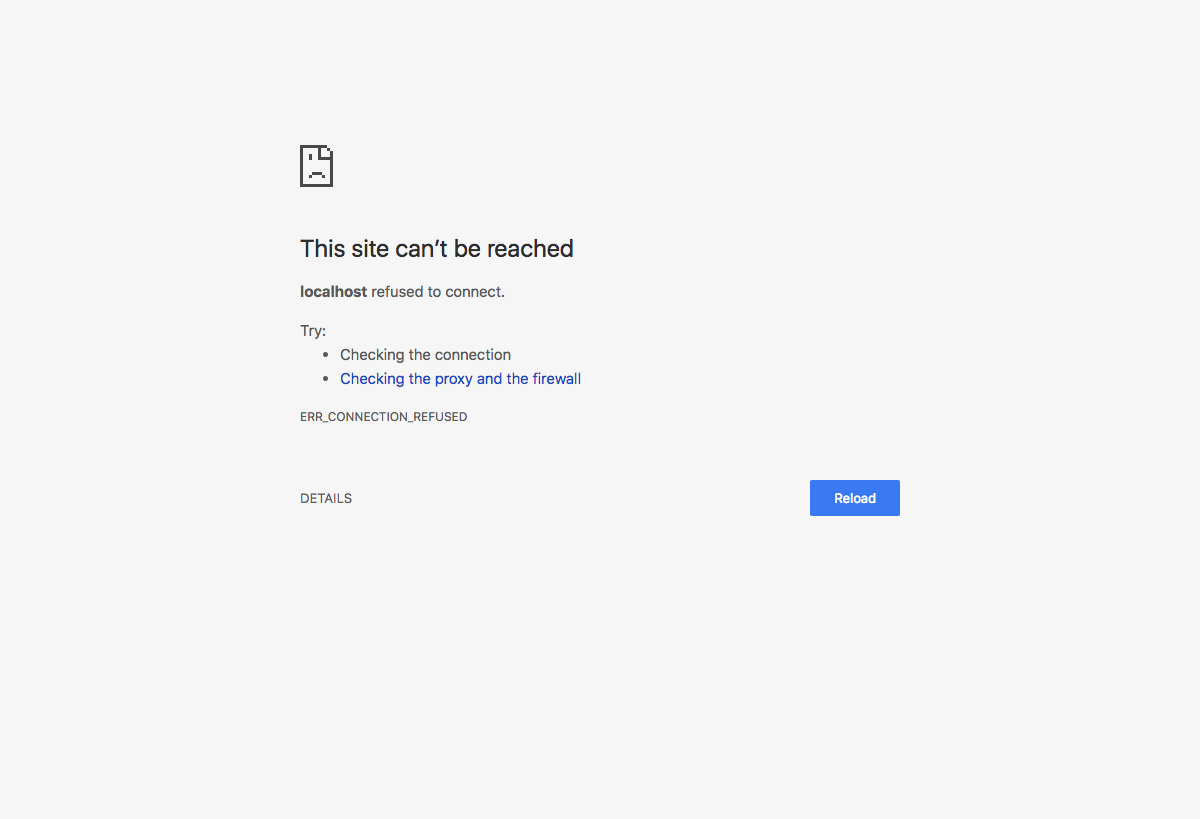 This site can’t be reached
localhost refused to connect.
Try:
Checking the connection
Checking the proxy and the firewall
ERR_CONNECTION_REFUSED
DETAILS
Reload